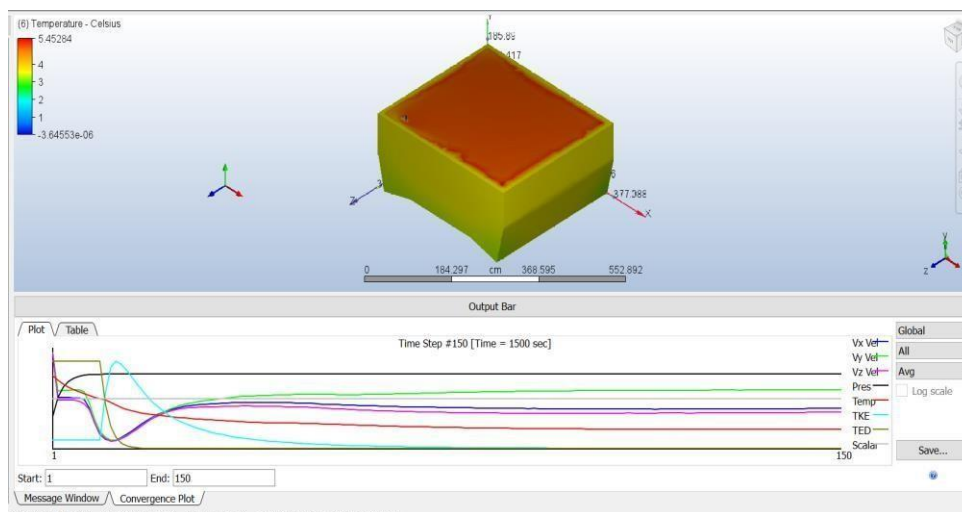 (6) Temperature - Celsius
5.45284
4
3
2
1
-3.64553e-06
185.89
417
Z
X
377.388
0
184.297
cm
368.595
552.892
y
z
x
Output Bar
Plot
Table
Time Step #150 [Time = 1500 sec]
Vx Vel
Vy Vel
Vz Vel
Pres
Temp
TKE
TED
Scalar
1
150
Global
All
Avg
Log scale
Save...
Start: 1
End: 150
Message Window
Convergence Plot